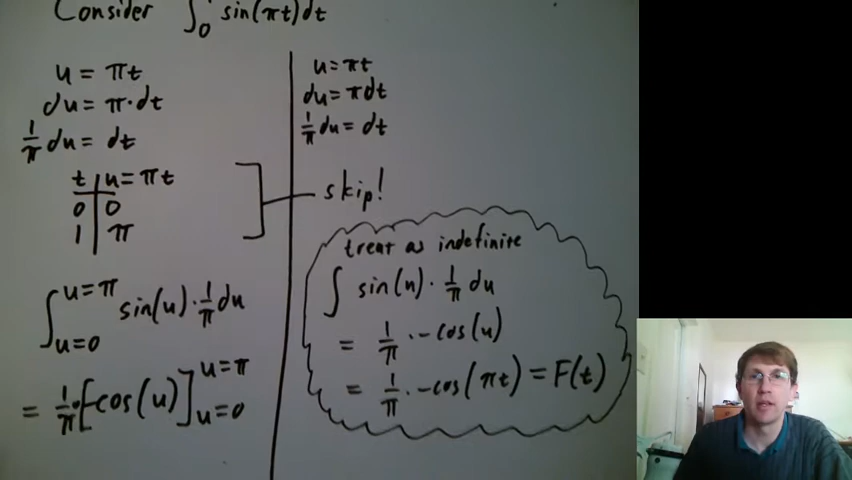 Consider ∫₀ sin(πt)dt
u = πt
du = π·dt
1/π du = dt
t | u = πt
0 | 0
1 | π
∫_{u=0}^{u=π} sin(u)·1/π du
= 1/π·[-cos(u)]_{u=0}^{u=π}
u = πt
du = πdt
1/π du = dt
skip!
treat as indefinite
∫ sin(u)·1/π du
= 1/π·-cos(u)
= 1/π·-cos(πt) = F(t)